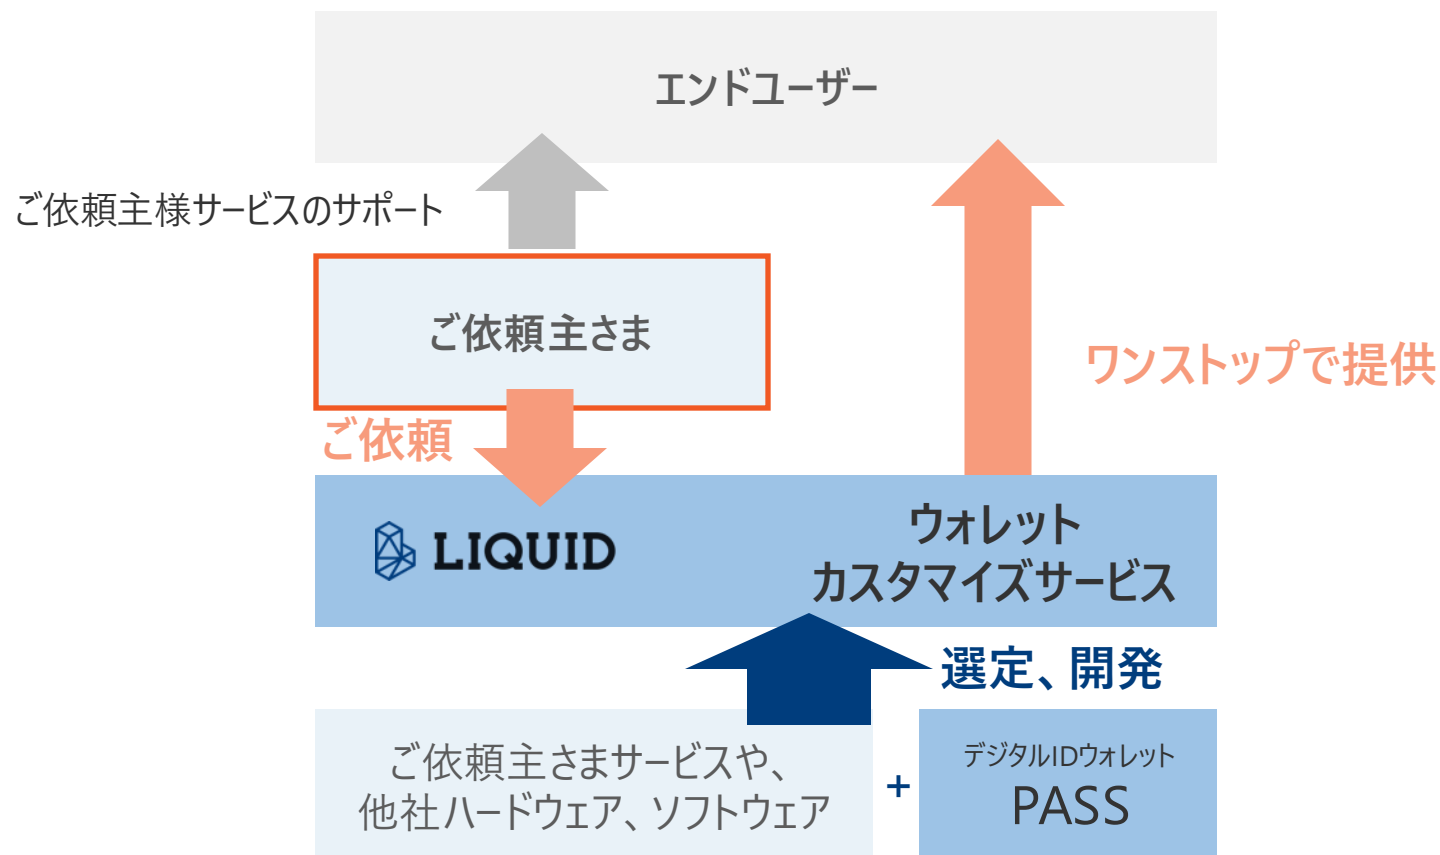 エンドユーザー
ご依頼主様サービスのサポート
ご依頼主さま
ワンストップで提供
ご依頼
LIQUID
ウォレット
カスタマイズサービス
選定、開発
ご依頼主さまサービスや、
他社ハードウェア、ソフトウェア
+
デジタルIDウォレット
PASS